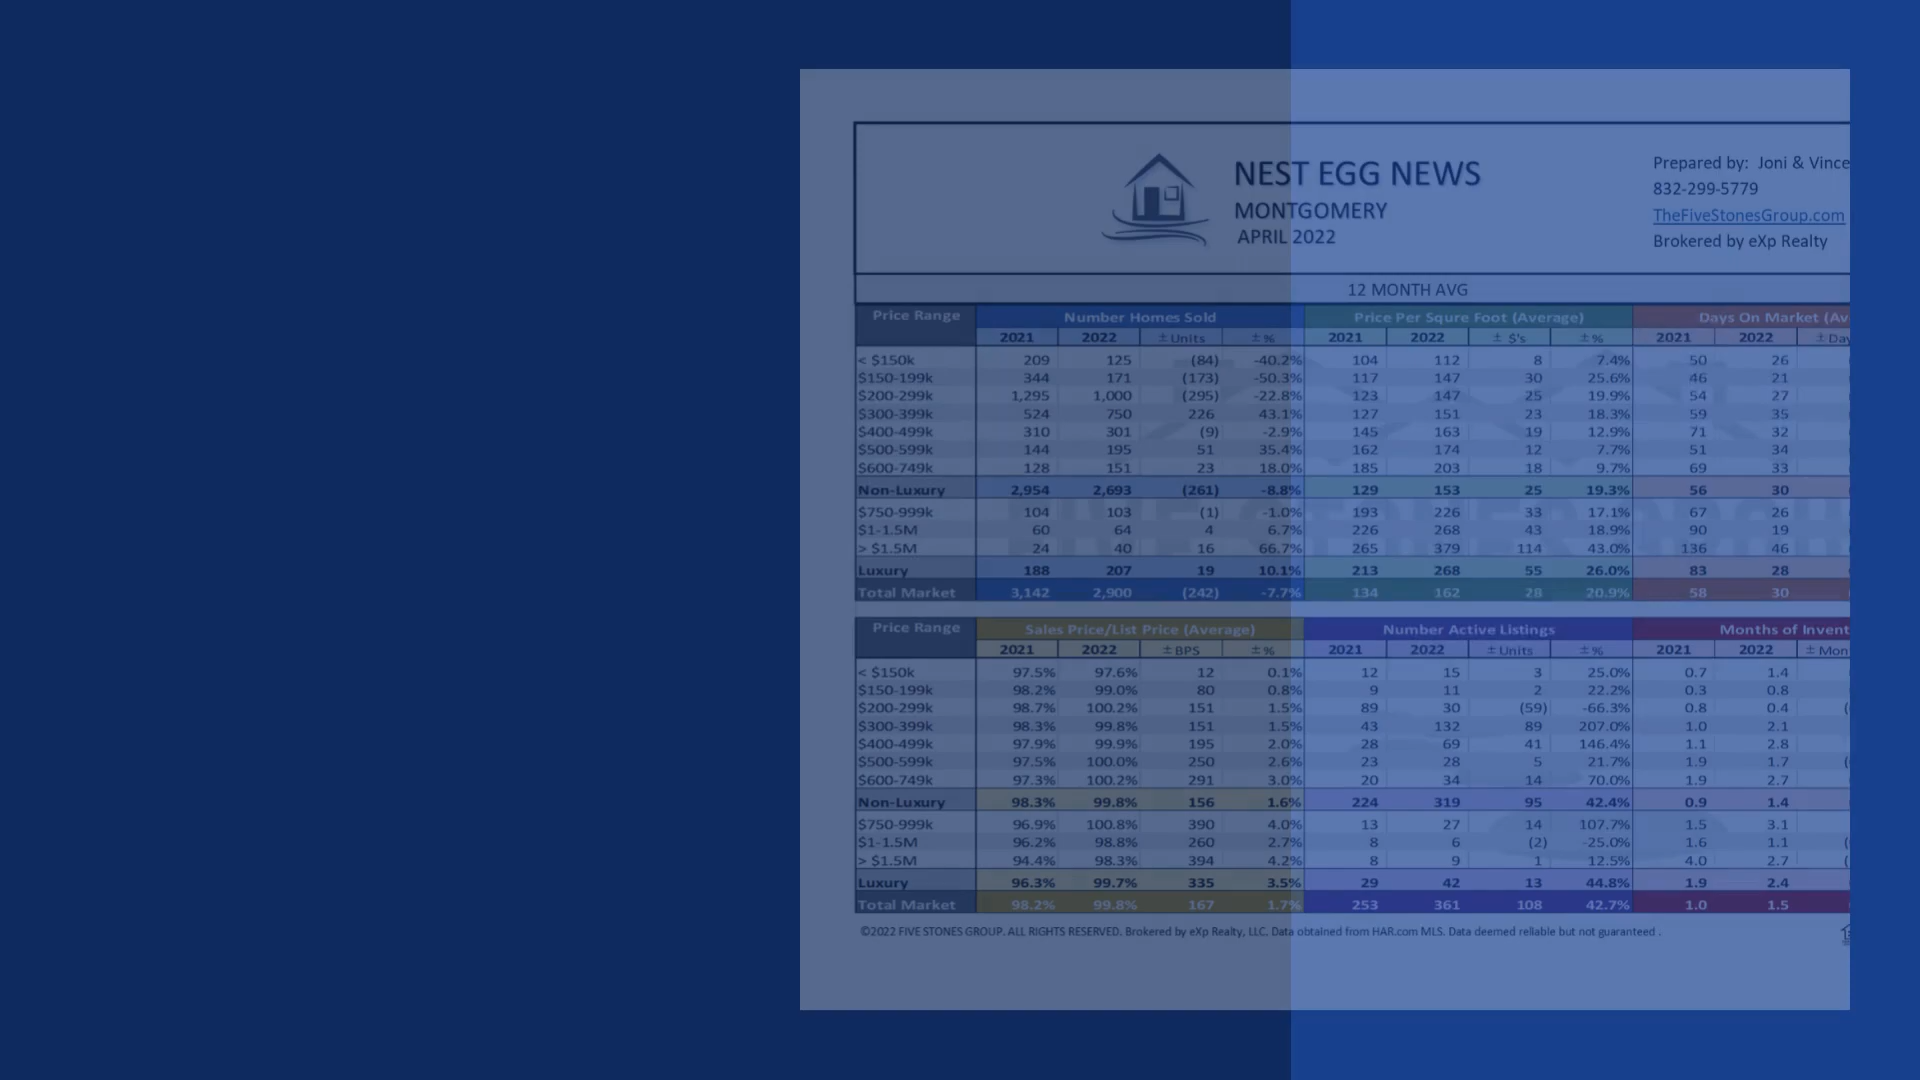 NEST EGG NEWS
MONTGOMERY
APRIL 2022
Prepared by: Joni & Vince
832-299-5779
TheFiveStonesGroup.com
Brokered by eXp Realty
12 MONTH AVG
Price Range Number Homes Sold Price Per Squre Foot (Average) Days On Market (Av
2021 2022 ± Units ± % 2021 2022 ± $'s ± % 2021 2022 ± Day
< $150k 209 125 (84) -40.2% 104 112 8 7.4% 50 26
$150-199k 344 171 (173) -50.3% 117 147 30 25.6% 46 21
$200-299k 1,295 1,000 (295) -22.8% 123 147 25 19.9% 54 27
$300-399k 524 750 226 43.1% 127 151 23 18.3% 59 35
$400-499k 310 301 (9) -2.9% 145 163 19 12.9% 71 32
$500-599k 144 195 51 35.4% 162 174 12 7.7% 51 34
$600-749k 128 151 23 18.0% 185 203 18 9.7% 69 33
Non-Luxury 2,954 2,693 (261) -8.8% 129 153 25 19.3% 56 30
$750-999k 104 103 (1) -1.0% 193 226 33 17.1% 67 26
$1-1.5M 60 64 4 6.7% 226 268 43 18.9% 90 19
> $1.5M 24 40 16 66.7% 265 379 114 43.0% 136 46
Luxury 188 207 19 10.1% 213 268 55 26.0% 83 28
Total Market 3,142 2,900 (242) -7.7% 134 162 28 20.9% 58 30
Price Range Sales Price/List Price (Average) Number Active Listings Months of Invent
2021 2022 ± BPS ± % 2021 2022 ± Units ± % 2021 2022 ± Mon
< $150k 97.5% 97.6% 12 0.1% 12 15 3 25.0% 0.7 1.4
$150-199k 98.2% 99.0% 80 0.8% 9 11 2 22.2% 0.3 0.8
$200-299k 98.7% 100.2% 151 1.5% 89 30 (59) -66.3% 0.8 0.4 (
$300-399k 98.3% 99.8% 151 1.5% 43 132 89 207.0% 1.0 2.1
$400-499k 97.9% 99.9% 195 2.0% 28 69 41 146.4% 1.1 2.8
$500-599k 97.5% 100.0% 250 2.6% 23 28 5 21.7% 1.9 1.7 (
$600-749k 97.3% 100.2% 291 3.0% 20 34 14 70.0% 1.9 2.7
Non-Luxury 98.3% 99.8% 156 1.6% 224 319 95 42.4% 0.9 1.4
$750-999k 96.9% 100.8% 390 4.0% 13 27 14 107.7% 1.5 3.1
$1-1.5M 96.2% 98.8% 260 2.7% 8 6 (2) -25.0% 1.6 1.1 (
> $1.5M 94.4% 98.3% 394 4.2% 8 9 1 12.5% 4.0 2.7 (
Luxury 96.3% 99.7% 335 3.5% 29 42 13 44.8% 1.9 2.4
Total Market 98.2% 99.8% 167 1.7% 253 361 108 42.7% 1.0 1.5
©2022 FIVE STONES GROUP. ALL RIGHTS RESERVED. Brokered by eXp Realty, LLC. Data obtained from HAR.com MLS. Data deemed reliable but not guaranteed .